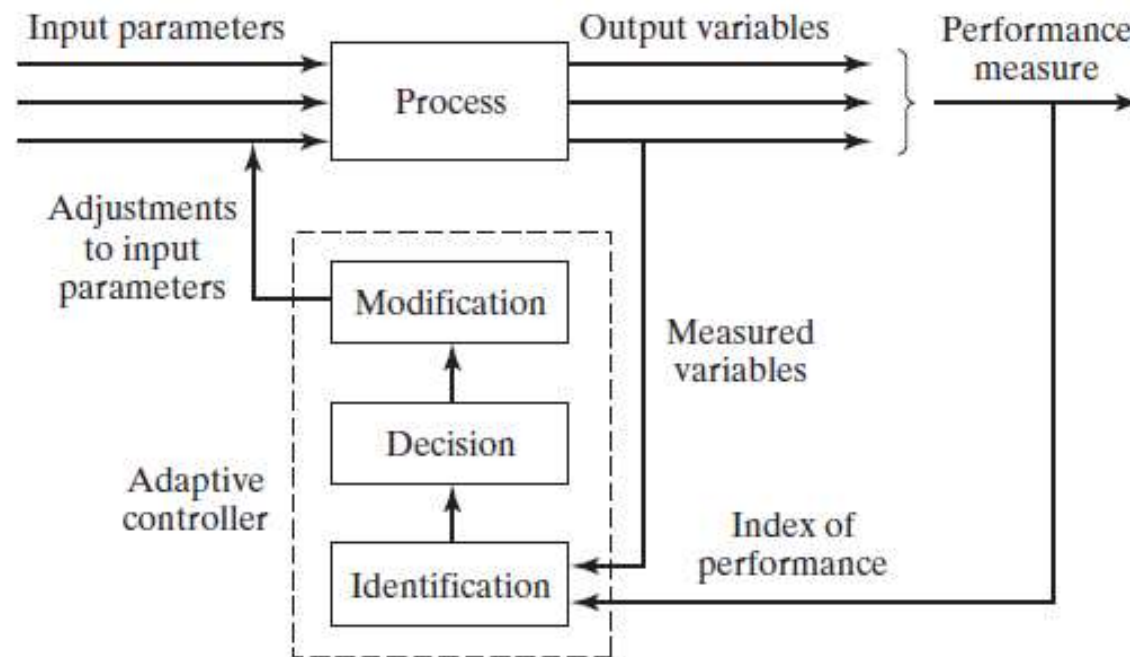 Input parameters
Output variables
Performance
measure
Process
Adjustments
to input
parameters
Modification
Measured
variables
Decision
Adaptive
controller
Index of
performance
Identification